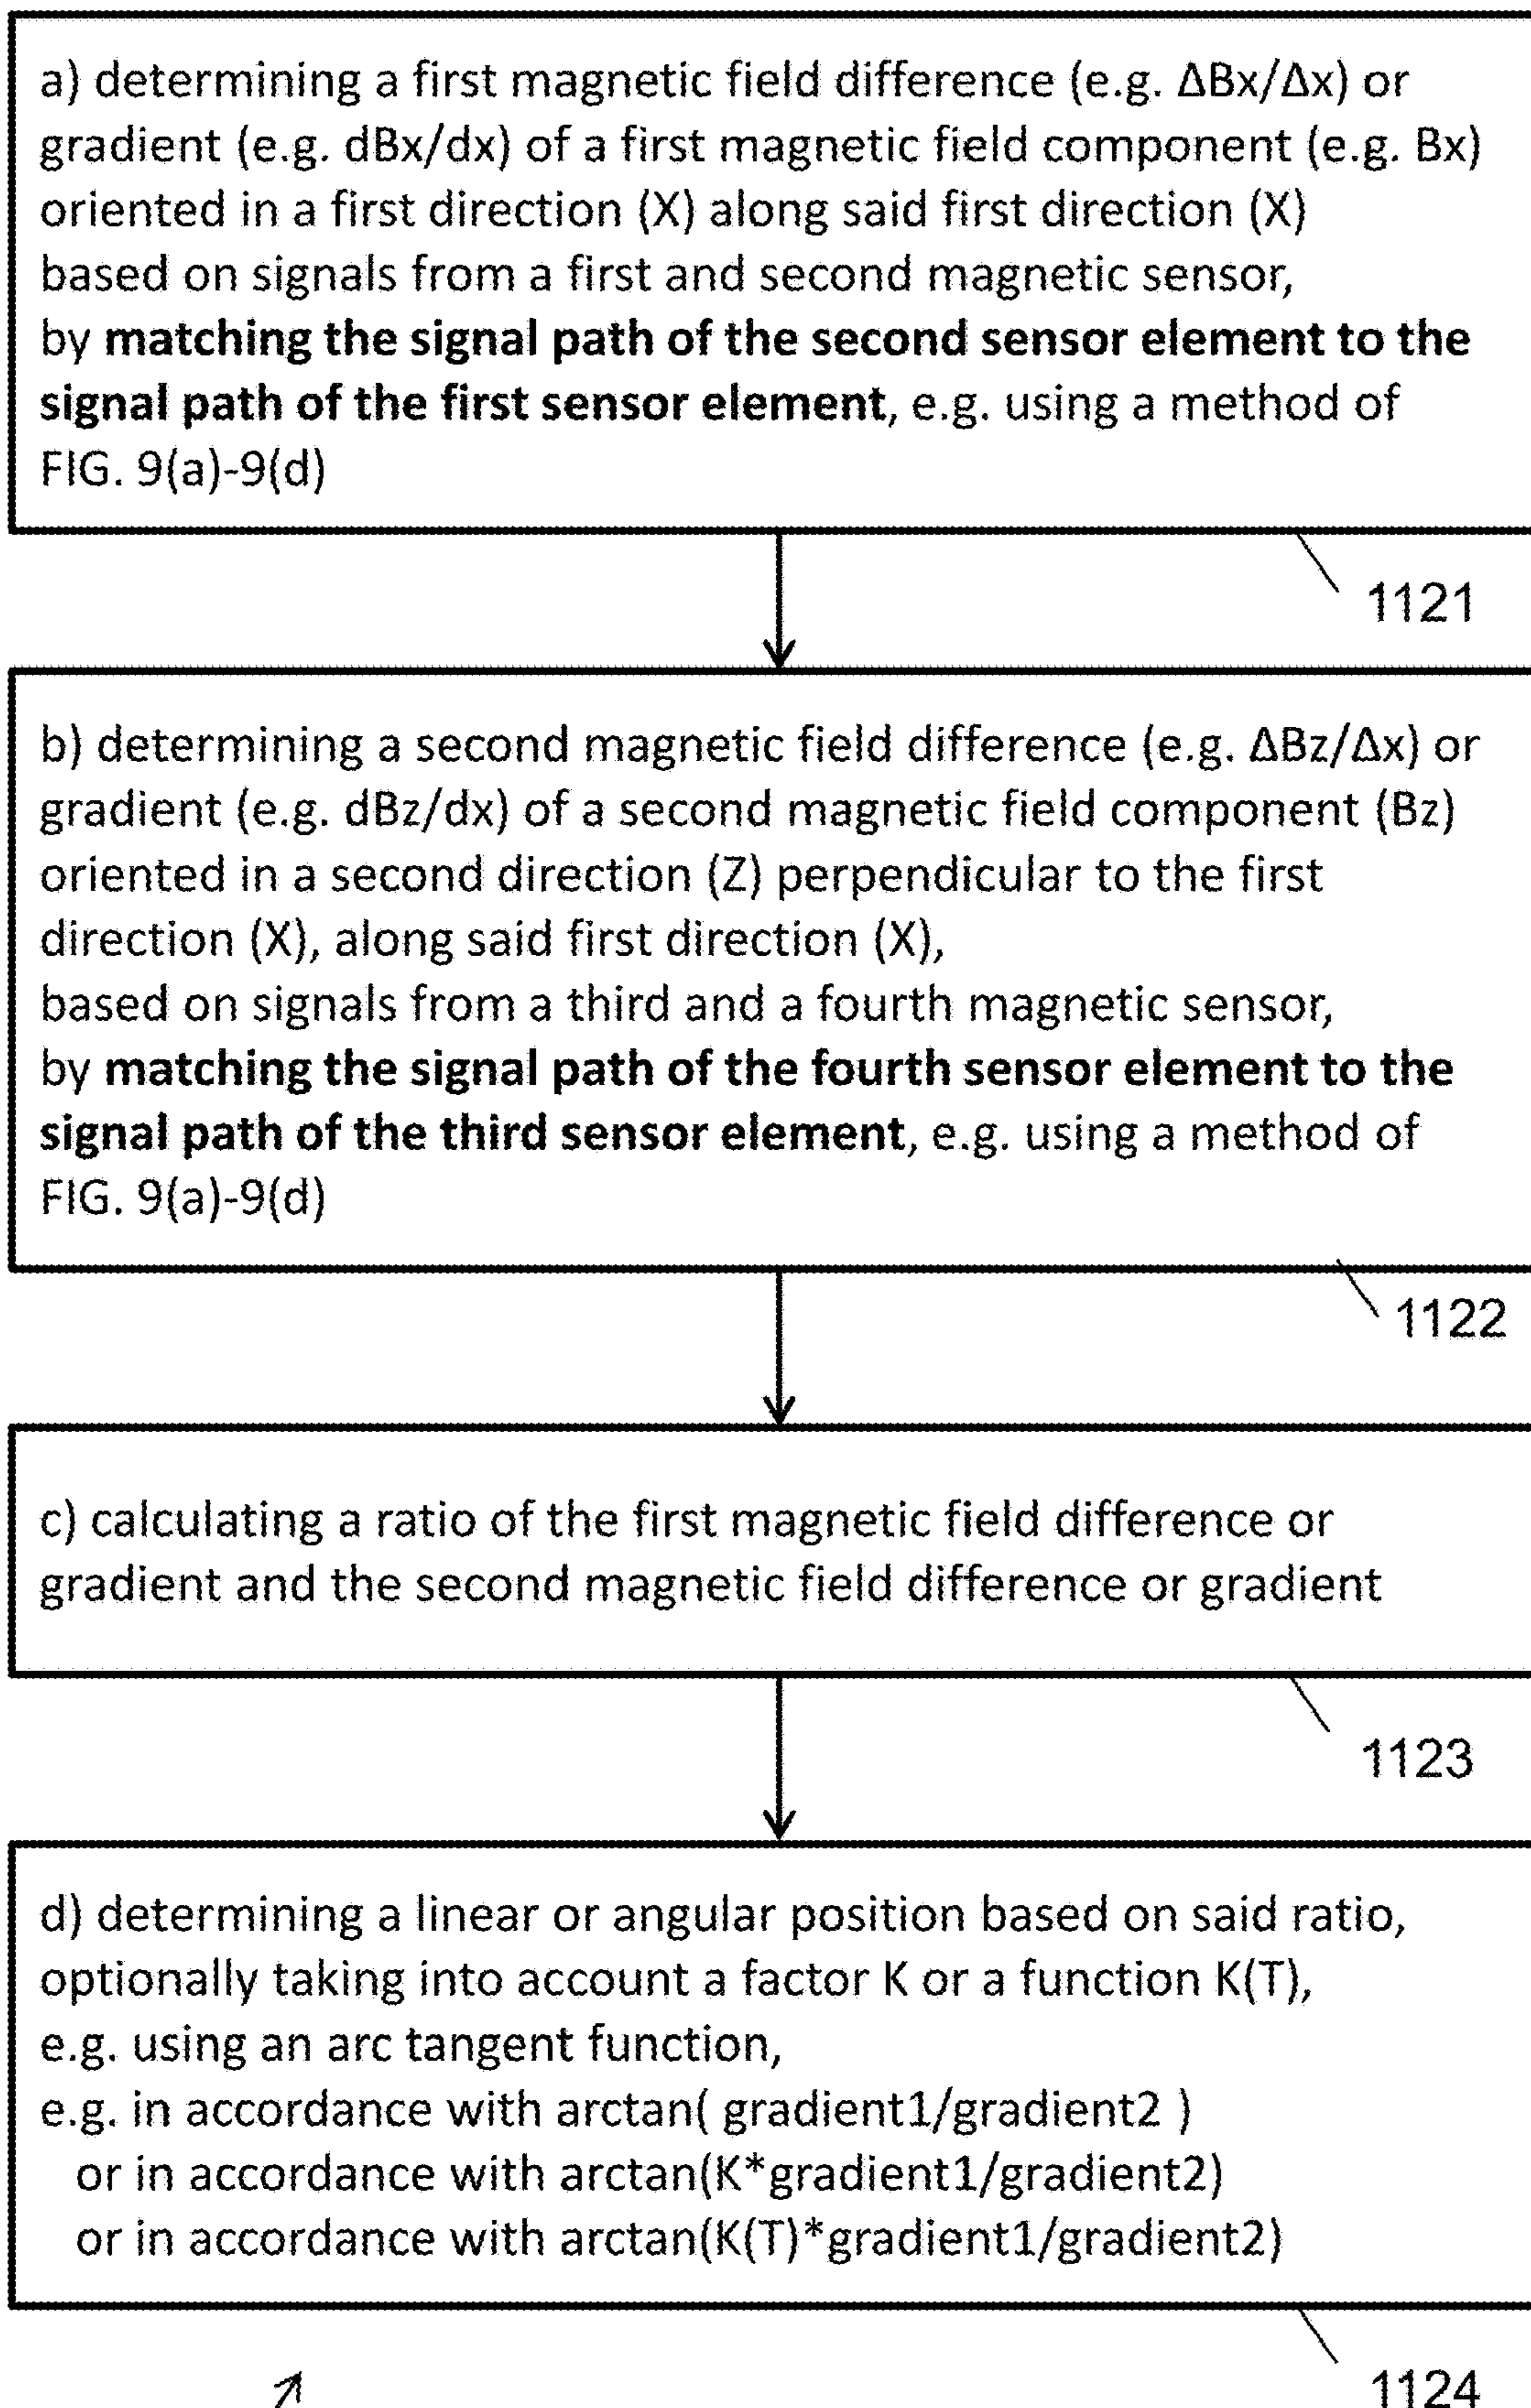 a) determining a first magnetic field difference (e.g. ΔBx/Δx) or
gradient (e.g. dBx/dx) of a first magnetic field component (e.g. Bx)
oriented in a first direction (X) along said first direction (X)
based on signals from a first and second magnetic sensor,
by matching the signal path of the second sensor element to the
signal path of the first sensor element, e.g. using a method of
FIG. 9(a)-9(d)
1121
b) determining a second magnetic field difference (e.g. ΔBz/Δx) or
gradient (e.g. dBz/dx) of a second magnetic field component (Bz)
oriented in a second direction (Z) perpendicular to the first
direction (X), along said first direction (X),
based on signals from a third and a fourth magnetic sensor,
by matching the signal path of the fourth sensor element to the
signal path of the third sensor element, e.g. using a method of
FIG. 9(a)-9(d)
1122
c) calculating a ratio of the first magnetic field difference or
gradient and the second magnetic field difference or gradient
1123
d) determining a linear or angular position based on said ratio,
optionally taking into account a factor K or a function K(T),
e.g. using an arc tangent function,
e.g. in accordance with arctan( gradient1/gradient2 )
or in accordance with arctan(K*gradient1/gradient2)
or in accordance with arctan(K(T)*gradient1/gradient2)
1124